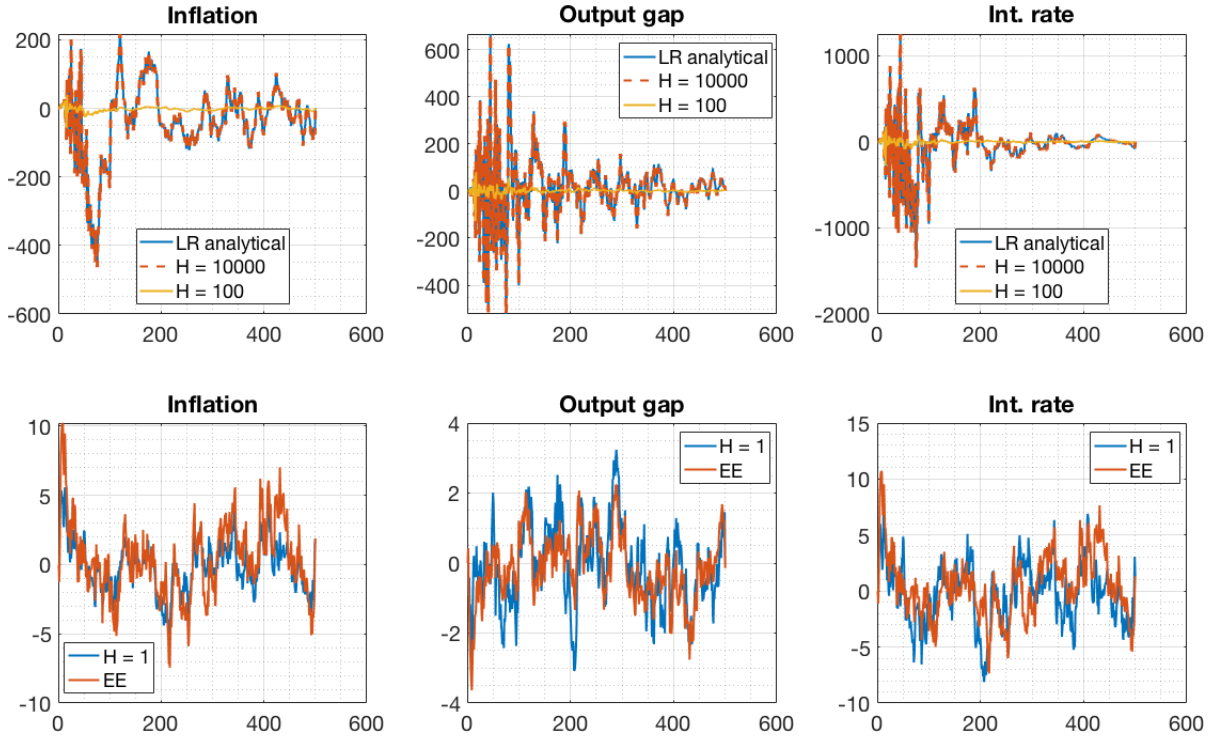 Inflation
200
0
-200
-400
-600
0
200
400
600
LR analytical
H = 10000
H = 100
Output gap
600
400
200
0
-200
-400
0
200
400
600
LR analytical
H = 10000
H = 100
Int. rate
1000
0
-1000
-2000
0
200
400
600
LR analytical
H = 10000
H = 100
Inflation
10
5
0
-5
-10
0
200
400
600
H = 1
EE
Output gap
4
2
0
-2
-4
0
200
400
600
H = 1
EE
Int. rate
15
10
5
0
-5
-10
0
200
400
600
H = 1
EE